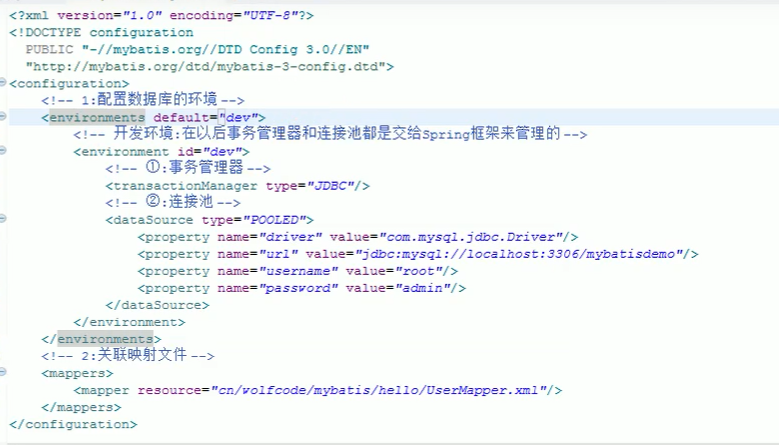 <?xml version="1.0" encoding="UTF-8"?>
<!DOCTYPE configuration
  PUBLIC "-//mybatis.org//DTD Config 3.0//EN"
  "http://mybatis.org/dtd/mybatis-3-config.dtd">
<configuration>
    <!-- 1:配置数据库的环境 -->
    <environments default="dev">
        <!-- 开发环境:在以后事务管理器和连接池都是交给Spring框架来管理的 -->
        <environment id="dev">
            <!-- ①:事务管理器 -->
            <transactionManager type="JDBC"/>
            <!-- ②:连接池 -->
            <dataSource type="POOLED">
                <property name="driver" value="com.mysql.jdbc.Driver"/>
                <property name="url" value="jdbc:mysql://localhost:3306/mybatisdemo"/>
                <property name="username" value="root"/>
                <property name="password" value="admin"/>
            </dataSource>
        </environment>
    </environments>
    <!-- 2:关联映射文件 -->
    <mappers>
        <mapper resource="cn/wolfcode/mybatis/hello/UserMapper.xml"/>
    </mappers>
</configuration>